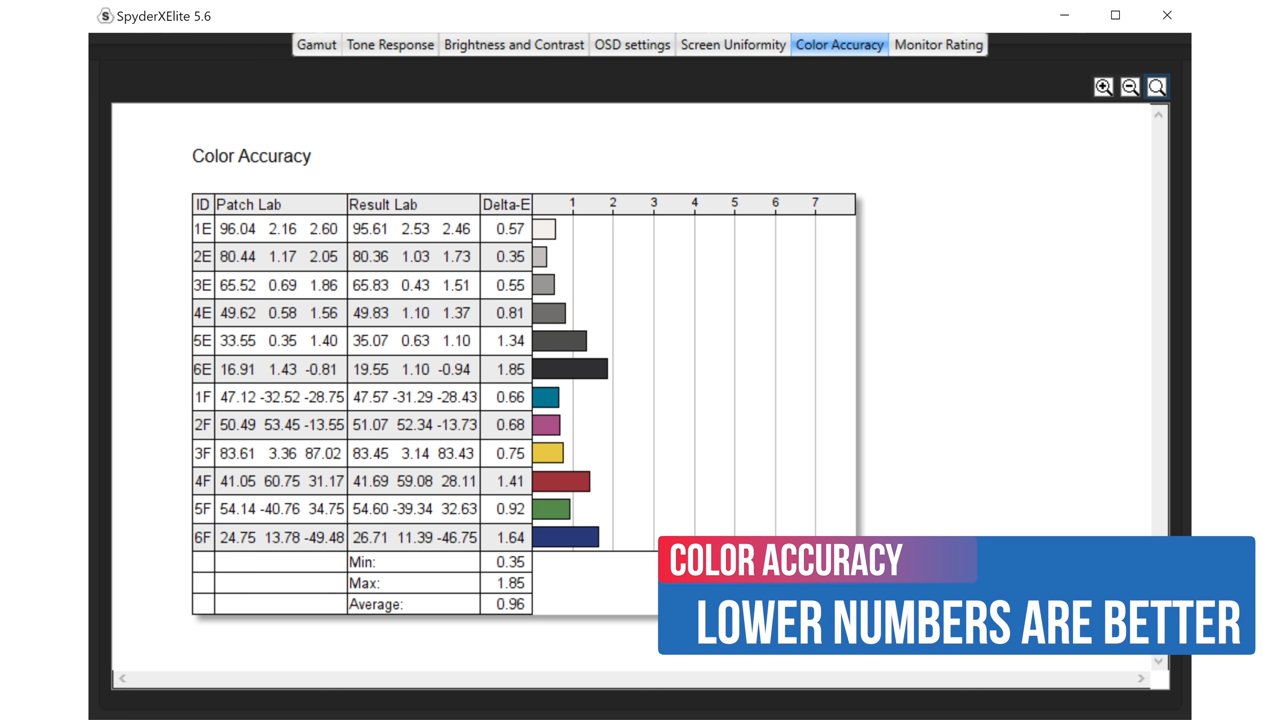 SpyderXElite 5.6
Gamut Tone Response Brightness and Contrast OSD settings Screen Uniformity Color Accuracy Monitor Rating
Color Accuracy
ID Patch Lab Result Lab Delta-E 1 2 3 4 5 6 7
1E 96.04 2.16 2.60 95.61 2.53 2.46 0.57
2E 80.44 1.17 2.05 80.36 1.03 1.73 0.35
3E 65.52 0.69 1.86 65.83 0.43 1.51 0.55
4E 49.62 0.58 1.56 49.83 1.10 1.37 0.81
5E 33.55 0.35 1.40 35.07 0.63 1.10 1.34
6E 16.91 1.43 -0.81 19.55 1.10 -0.94 1.85
1F 47.12 -32.52 -28.75 47.57 -31.29 -28.43 0.66
2F 50.49 53.45 -13.55 51.07 52.34 -13.73 0.68
3F 83.61 3.36 87.02 83.45 3.14 83.43 0.75
4F 41.05 60.75 31.17 41.69 59.08 28.11 1.41
5F 54.14 -40.76 34.75 54.60 -39.34 32.63 0.92
6F 24.75 13.78 -49.48 26.71 11.39 -46.75 1.64
Min: 0.35
Max: 1.85
Average: 0.96
COLOR ACCURACY
LOWER NUMBERS ARE BETTER